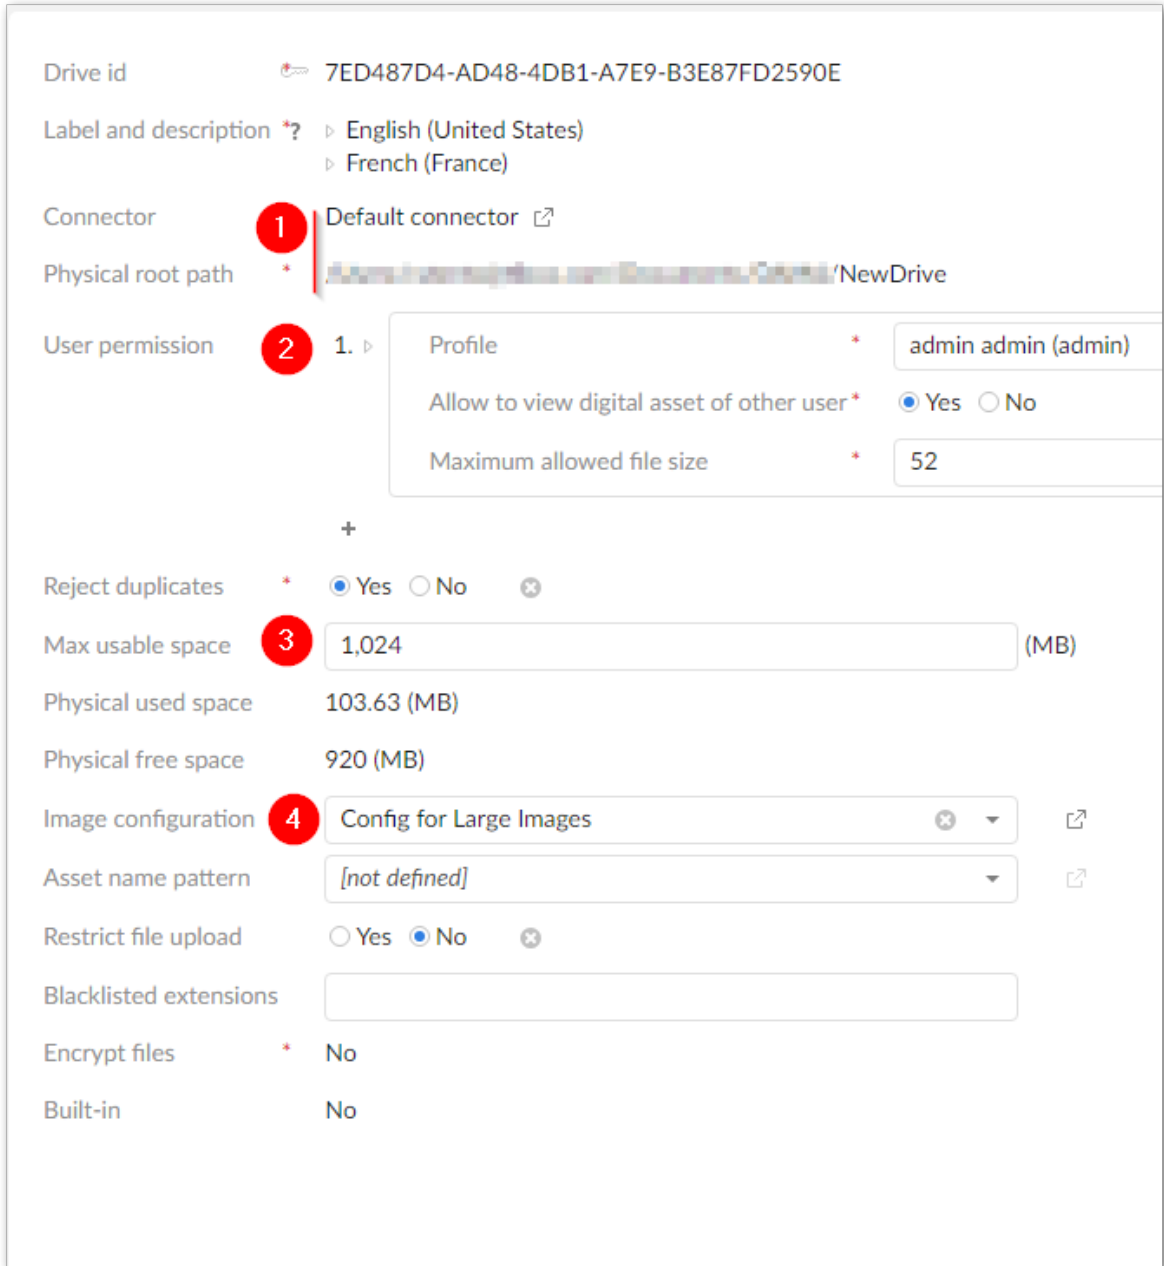 Drive id * 7ED487D4-AD48-4DB1-A7E9-B3E87FD2590E
Label and description *? English (United States)
French (France)
Connector 1 Default connector
Physical root path * /NewDrive
User permission 2 1. Profile * admin admin (admin)
Allow to view digital asset of other user * Yes No
Maximum allowed file size * 52
+
Reject duplicates * Yes No
Max usable space 3 1,024 (MB)
Physical used space 103.63 (MB)
Physical free space 920 (MB)
Image configuration 4 Config for Large Images
Asset name pattern [not defined]
Restrict file upload Yes No
Blacklisted extensions
Encrypt files * No
Built-in No